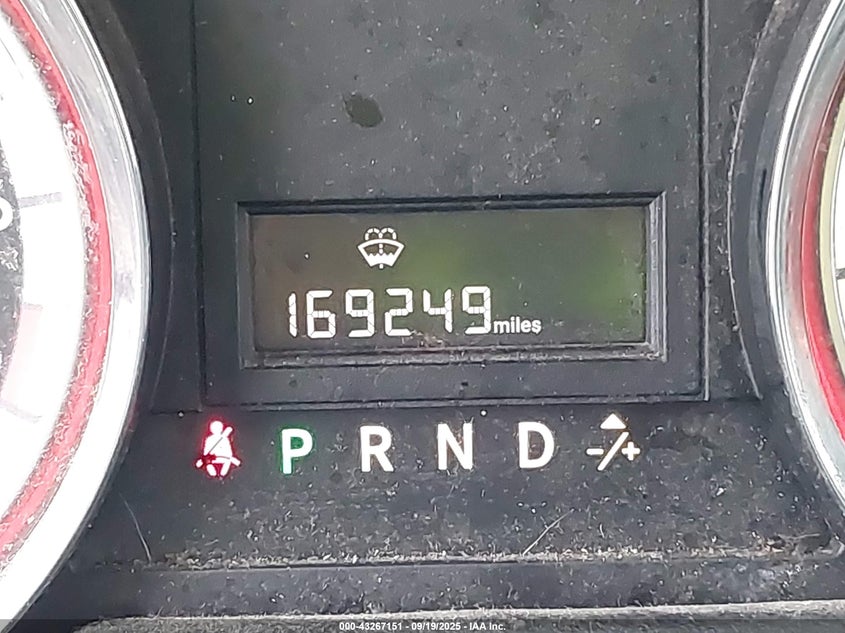 169249miles
P R N D -/+
000-43267151 - 09/19/2025 - IAA Inc.